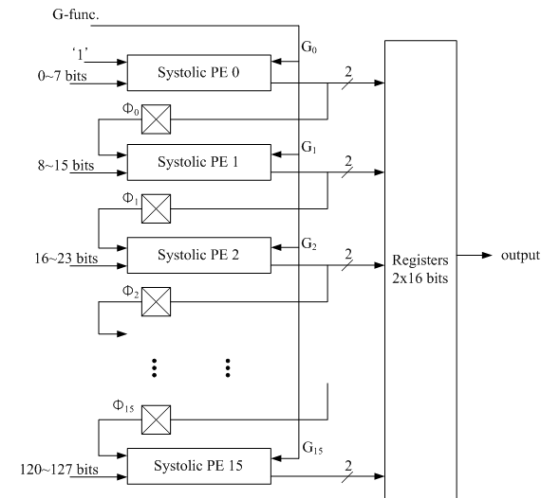 G-func.
G0
'1'
Systolic PE 0
2
0~7 bits
Φ0
G1
8~15 bits
Systolic PE 1
2
Φ1
G2
16~23 bits
Systolic PE 2
2
Registers
2x16 bits
output
Φ2
Φ15
G15
120~127 bits
Systolic PE 15
2